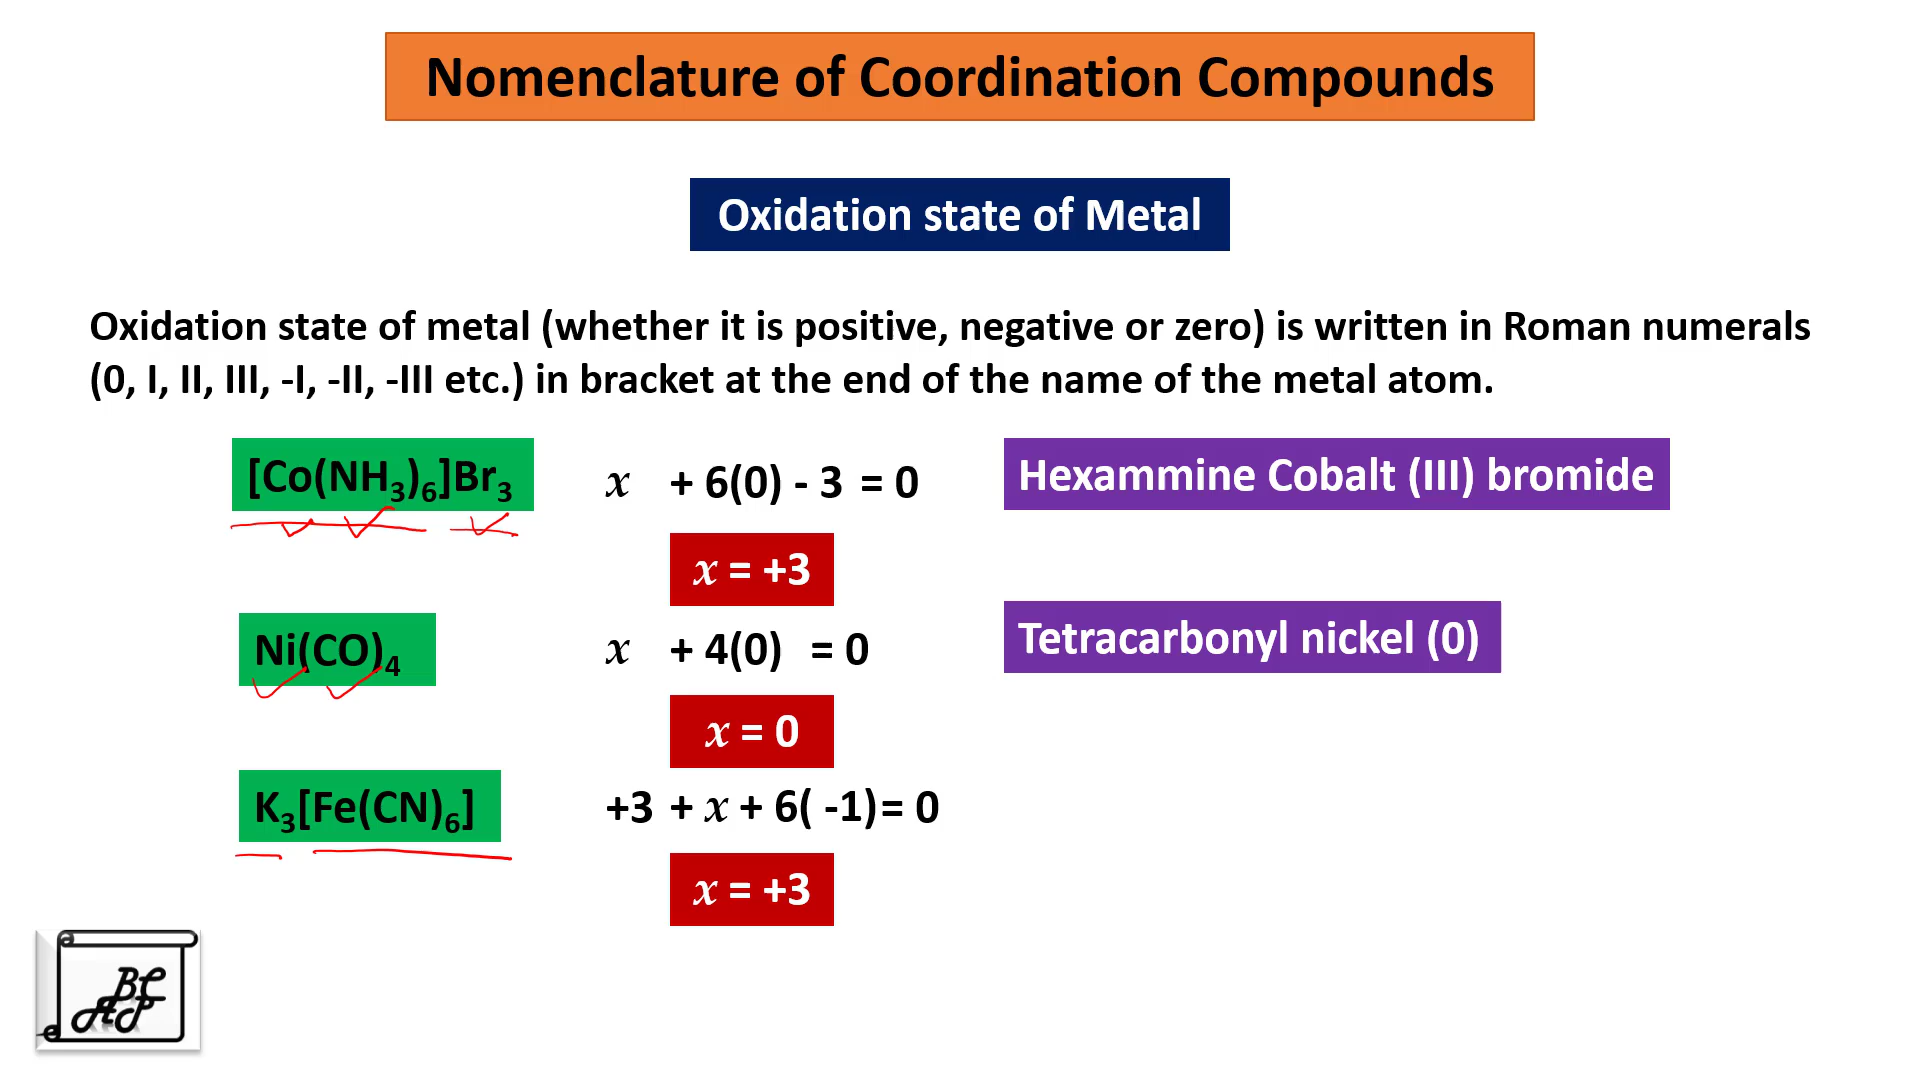 Nomenclature of Coordination Compounds
Oxidation state of Metal
Oxidation state of metal (whether it is positive, negative or zero) is written in Roman numerals
(0, I, II, III, -I, -II, -III etc.) in bracket at the end of the name of the metal atom.
[Co(NH₃)₆]Br₃ x + 6(0) - 3 = 0 Hexammine Cobalt (III) bromide
x = +3
Ni(CO)₄ x + 4(0) = 0 Tetracarbonyl nickel (0)
x = 0
K₃[Fe(CN)₆] +3 + x + 6( -1)= 0
x = +3
BC
AP